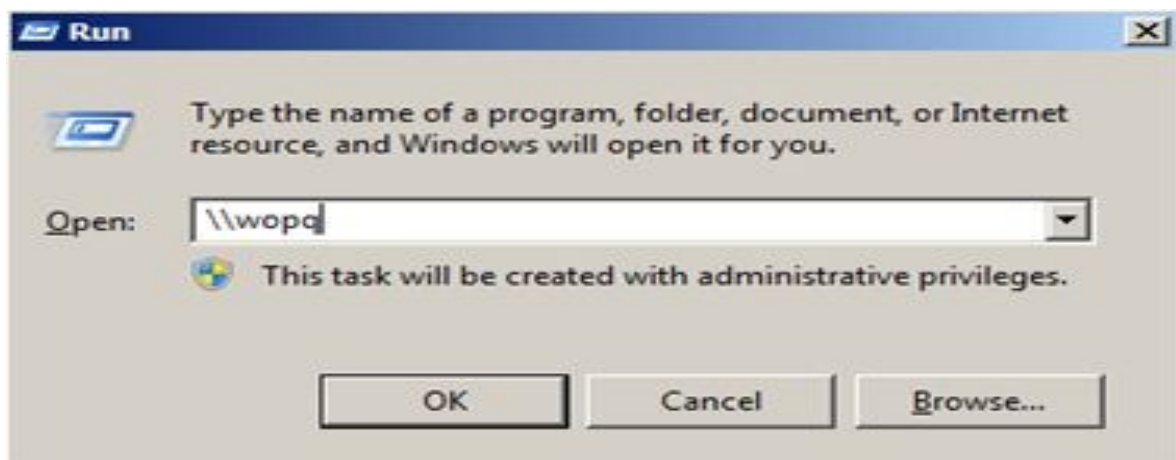 Run
Type the name of a program, folder, document, or Internet
resource, and Windows will open it for you.
Open:
\\wopq
This task will be created with administrative privileges.
OK
Cancel
Browse...